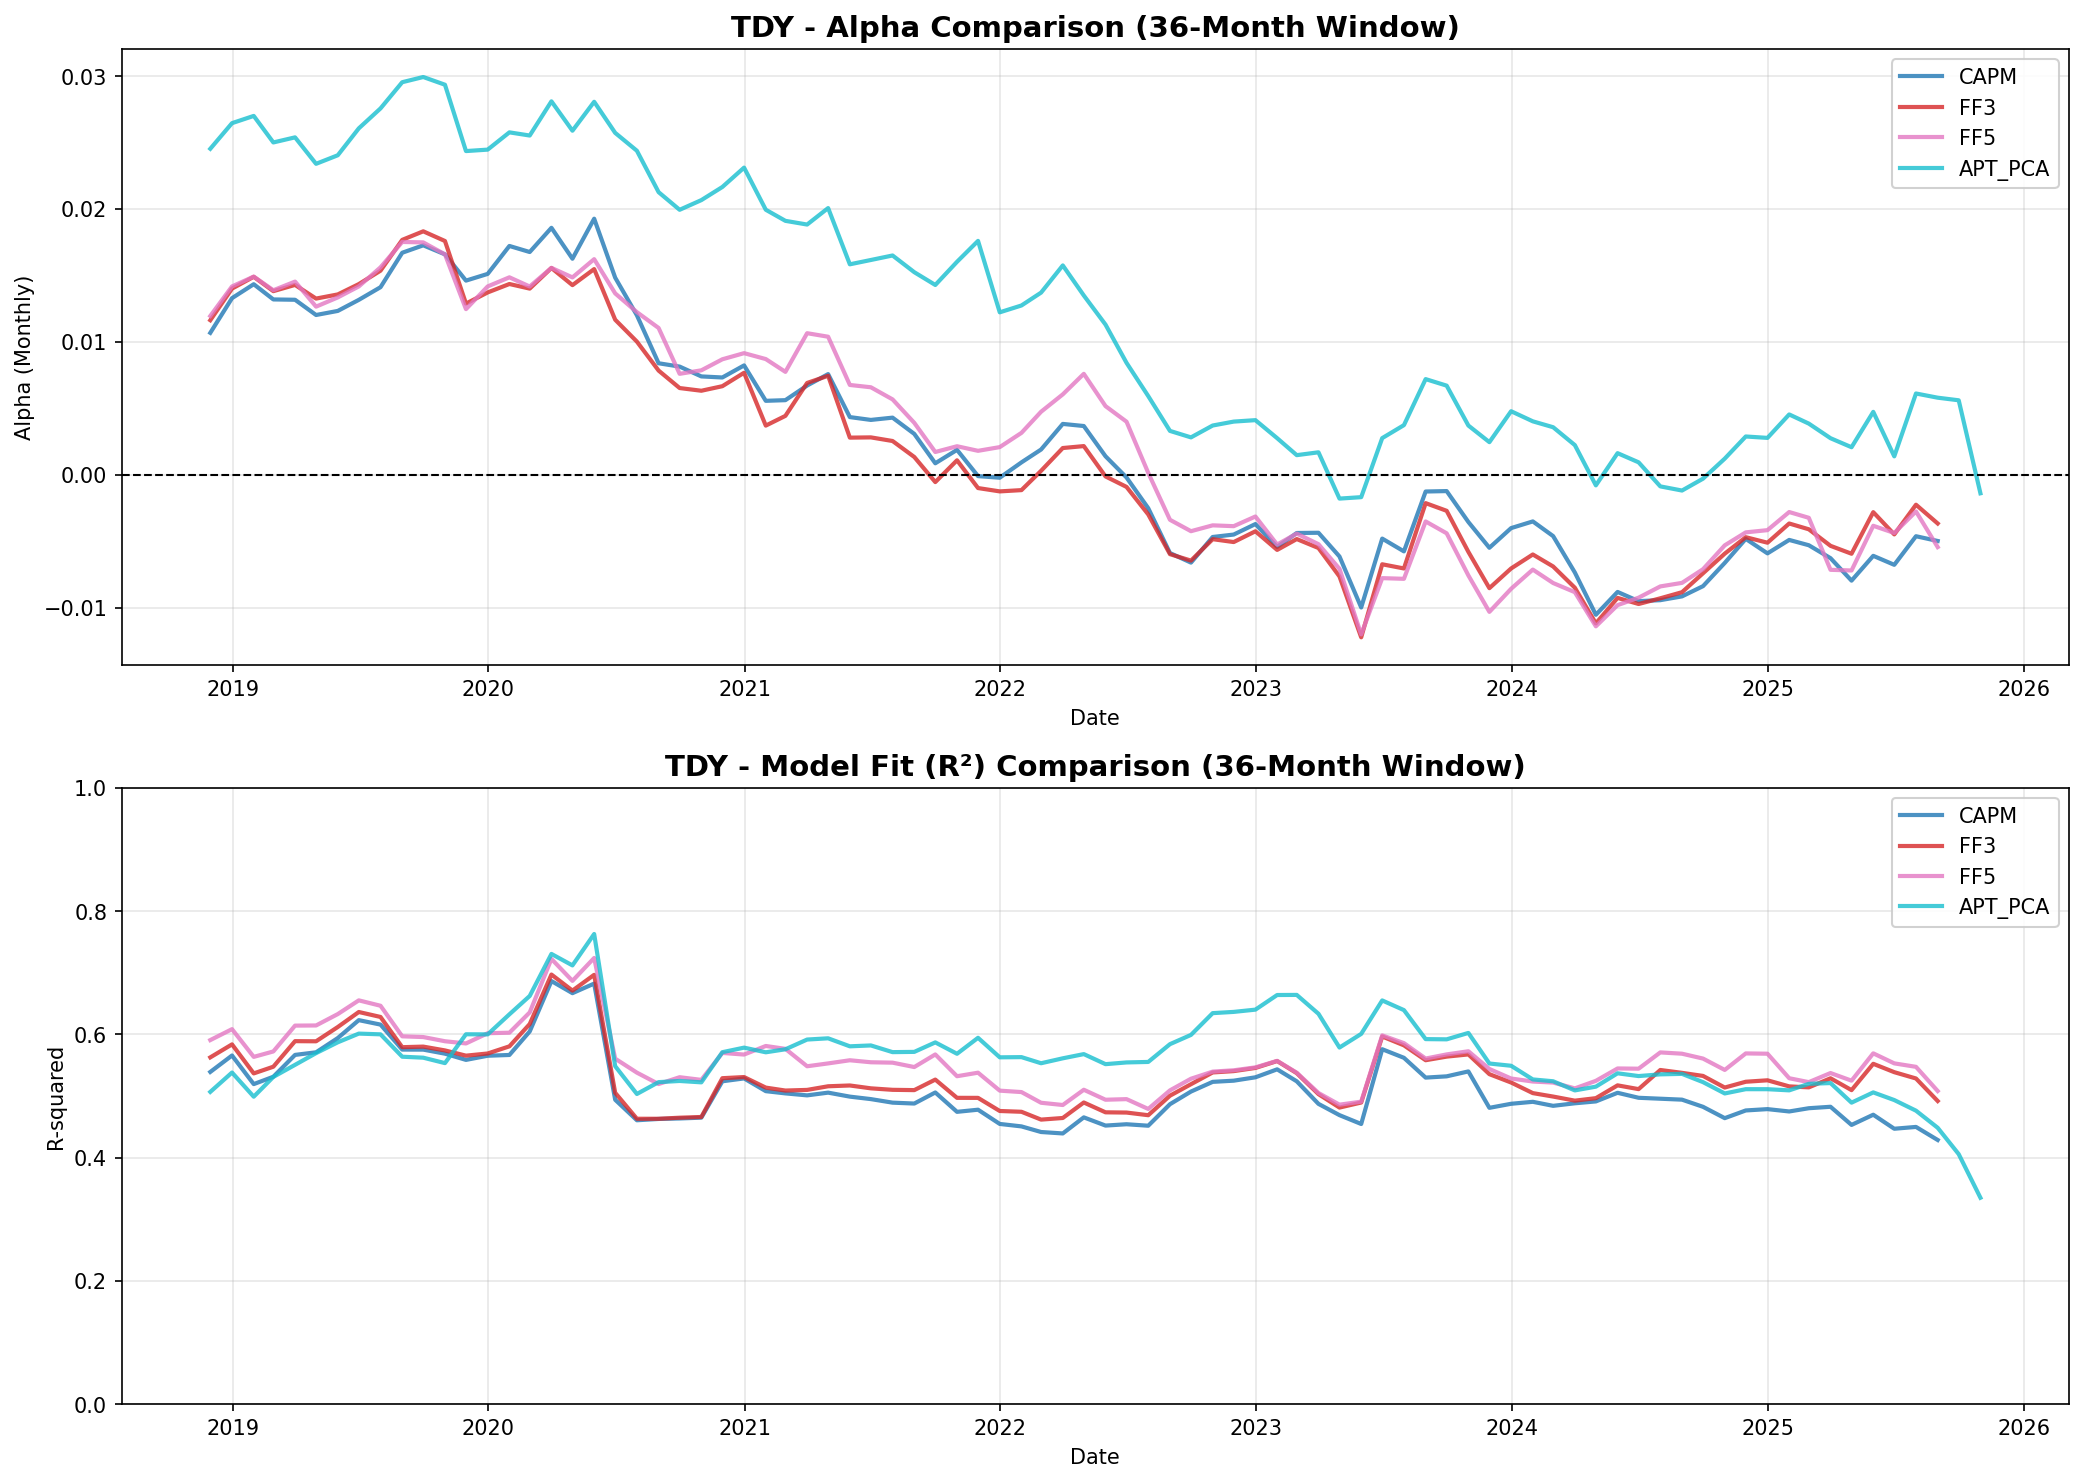 TDY - Alpha Comparison (36-Month Window)
Alpha (Monthly)
0.03
0.02
0.01
0.00
−0.01
CAPM
FF3
FF5
APT_PCA
2019 2020 2021 2022 2023 2024 2025 2026
Date
TDY - Model Fit (R²) Comparison (36-Month Window)
R-squared
1.0
0.8
0.6
0.4
0.2
0.0
CAPM
FF3
FF5
APT_PCA
2019 2020 2021 2022 2023 2024 2025 2026
Date